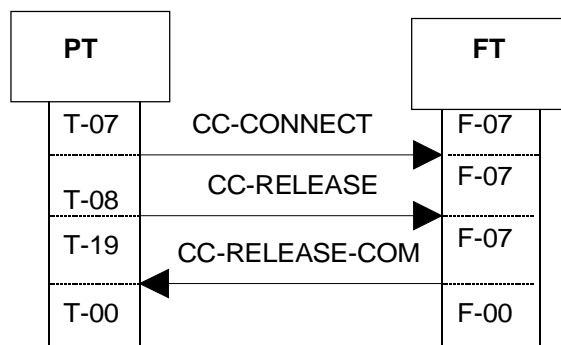 PT FT
T-07 CC-CONNECT F-07
T-08 CC-RELEASE F-07
T-19 CC-RELEASE-COM F-07
T-00 F-00